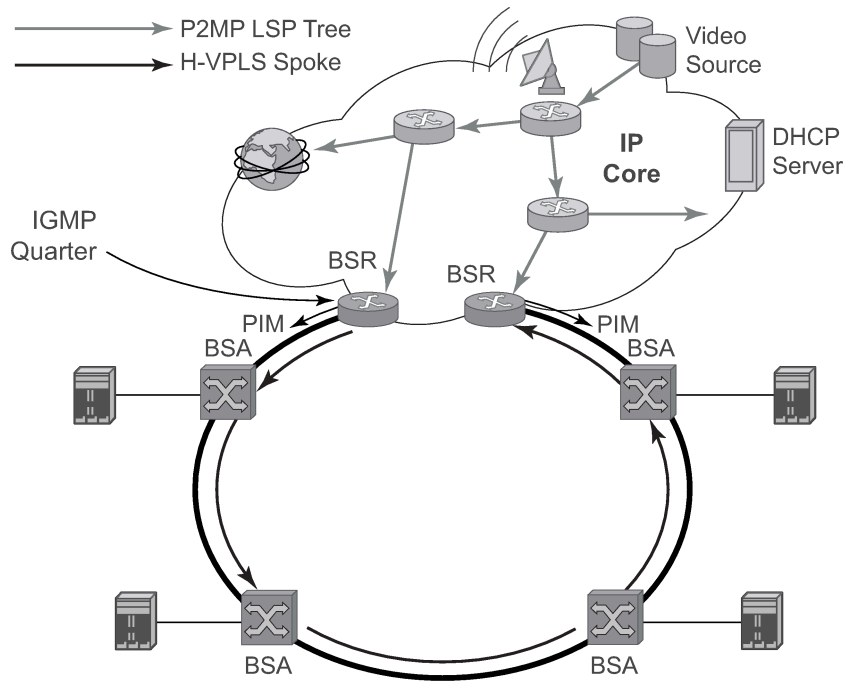 P2MP LSP Tree
H-VPLS Spoke
Video
Source
IP
Core
DHCP
Server
IGMP
Quarter
BSR
BSR
PIM
PIM
BSA
BSA
BSA
BSA